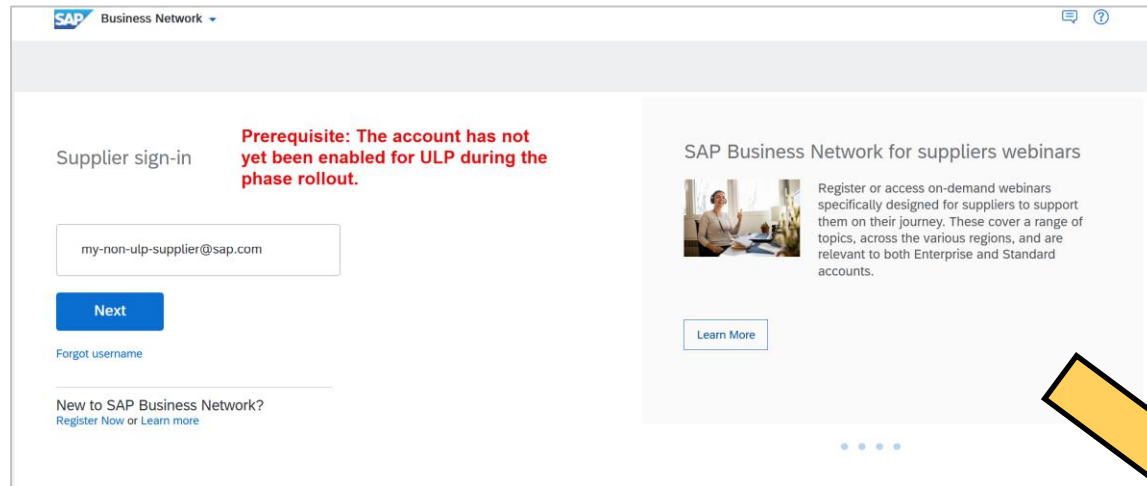 SAP Business Network
Supplier sign-in
Prerequisite: The account has not
yet been enabled for ULP during the
phase rollout.
my-non-ulp-supplier@sap.com
Next
Forgot username
New to SAP Business Network?
Register Now or Learn more
SAP Business Network for suppliers webinars
Register or access on-demand webinars
specifically designed for suppliers to support
them on their journey. These cover a range of
topics, across the various regions, and are
relevant to both Enterprise and Standard
accounts.
Learn More